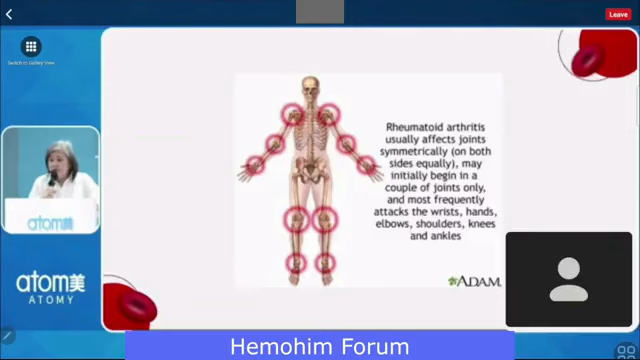 Leave
Switch to Gallery View
Rheumatoid arthritis
usually affects joints
symmetrically (on both
sides equally), may
initially begin in a
couple of joints only,
and most frequently
attacks the wrists, hands,
elbows, shoulders, knees
and ankles
ADAM.
atom美
atom美
ATOMY
Hemohim Forum